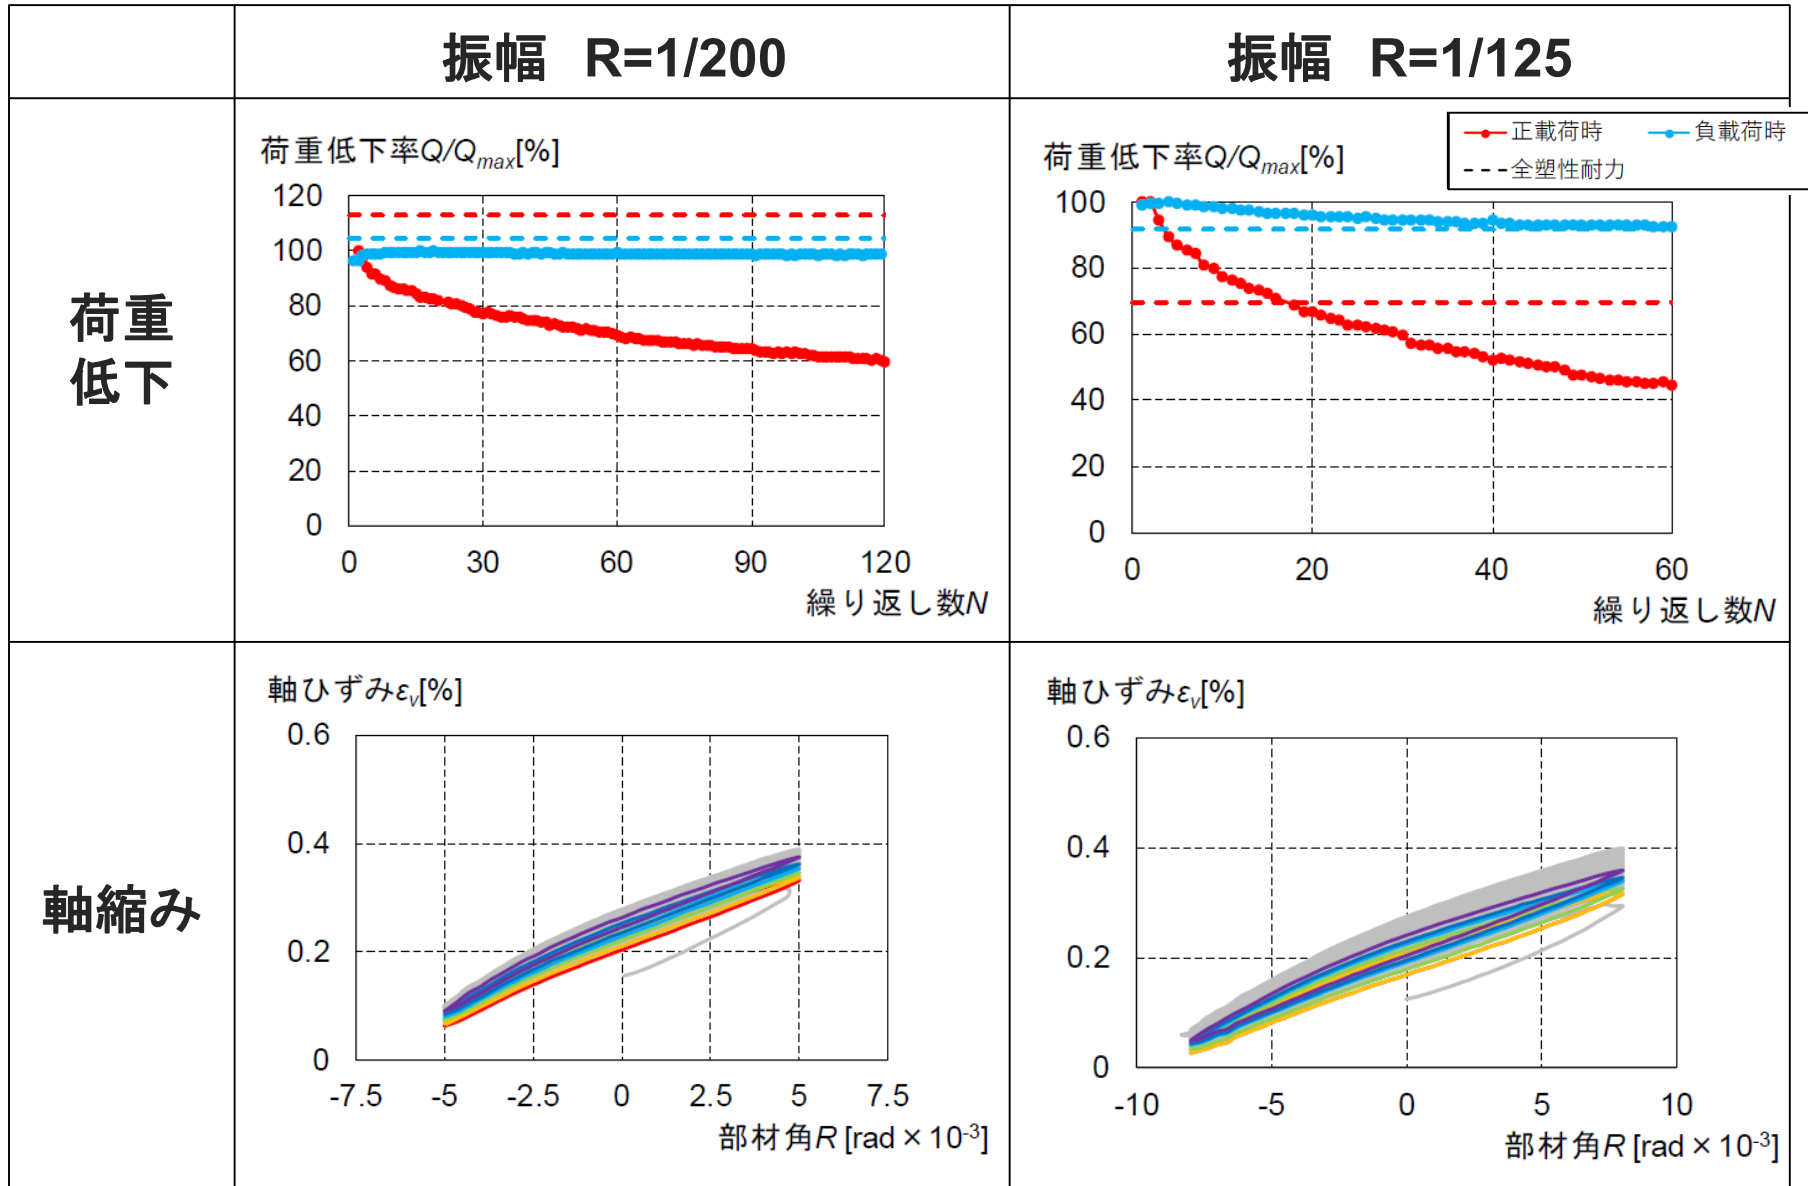 振幅　R=1/200
振幅　R=1/125
荷重
低下
荷重低下率Q/Qmax[%]
120
100
80
60
40
20
0
0 30 60 90 120
繰り返し数N
荷重低下率Q/Qmax[%]
正載荷時 負載荷時
全塑性耐力
100
80
60
40
20
0
0 20 40 60
繰り返し数N
軸縮み
軸ひずみεv[%]
0.6
0.4
0.2
0
-7.5 -5 -2.5 0 2.5 5 7.5
部材角R [rad×10-3]
軸ひずみεv[%]
0.6
0.4
0.2
0
-10 -5 0 5 10
部材角R [rad×10-3]